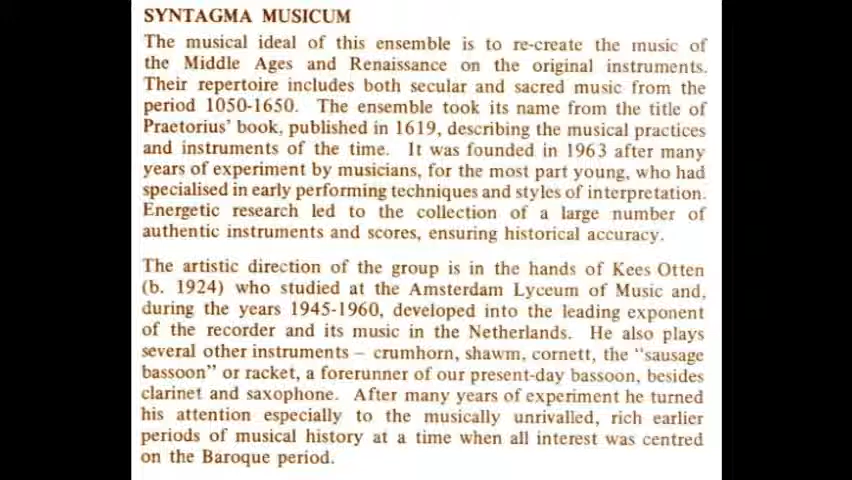 SYNTAGMA MUSICUM
The musical ideal of this ensemble is to re-create the music of
the Middle Ages and Renaissance on the original instruments.
Their repertoire includes both secular and sacred music from the
period 1050-1650. The ensemble took its name from the title of
Praetorius' book, published in 1619, describing the musical practices
and instruments of the time. It was founded in 1963 after many
years of experiment by musicians, for the most part young, who had
specialised in early performing techniques and styles of interpretation.
Energetic research led to the collection of a large number of
authentic instruments and scores, ensuring historical accuracy.
The artistic direction of the group is in the hands of Kees Otten
(b. 1924) who studied at the Amsterdam Lyceum of Music and,
during the years 1945-1960, developed into the leading exponent
of the recorder and its music in the Netherlands. He also plays
several other instruments – crumhorn, shawm, cornett, the "sausage
bassoon" or racket, a forerunner of our present-day bassoon, besides
clarinet and saxophone. After many years of experiment he turned
his attention especially to the musically unrivalled, rich earlier
periods of musical history at a time when all interest was centred
on the Baroque period.